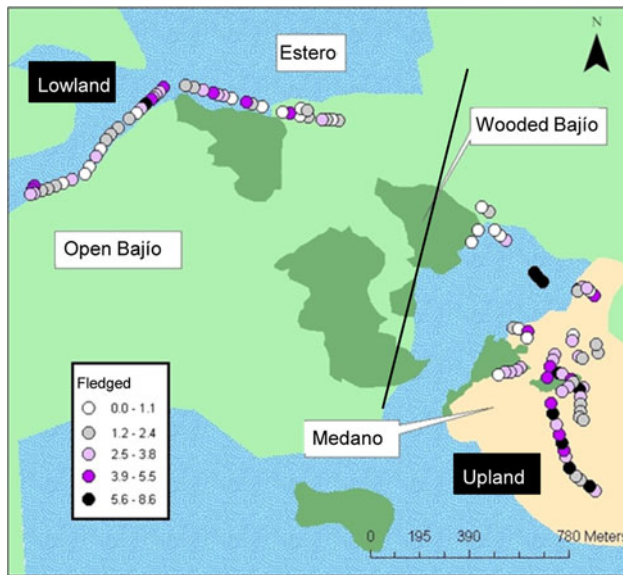 N
Estero
Lowland
Wooded Bajío
Open Bajío
Fledged
0.0 - 1.1
1.2 - 2.4
2.5 - 3.8
3.9 - 5.5
5.6 - 8.6
Medano
Upland
0 195 390 780 Meters